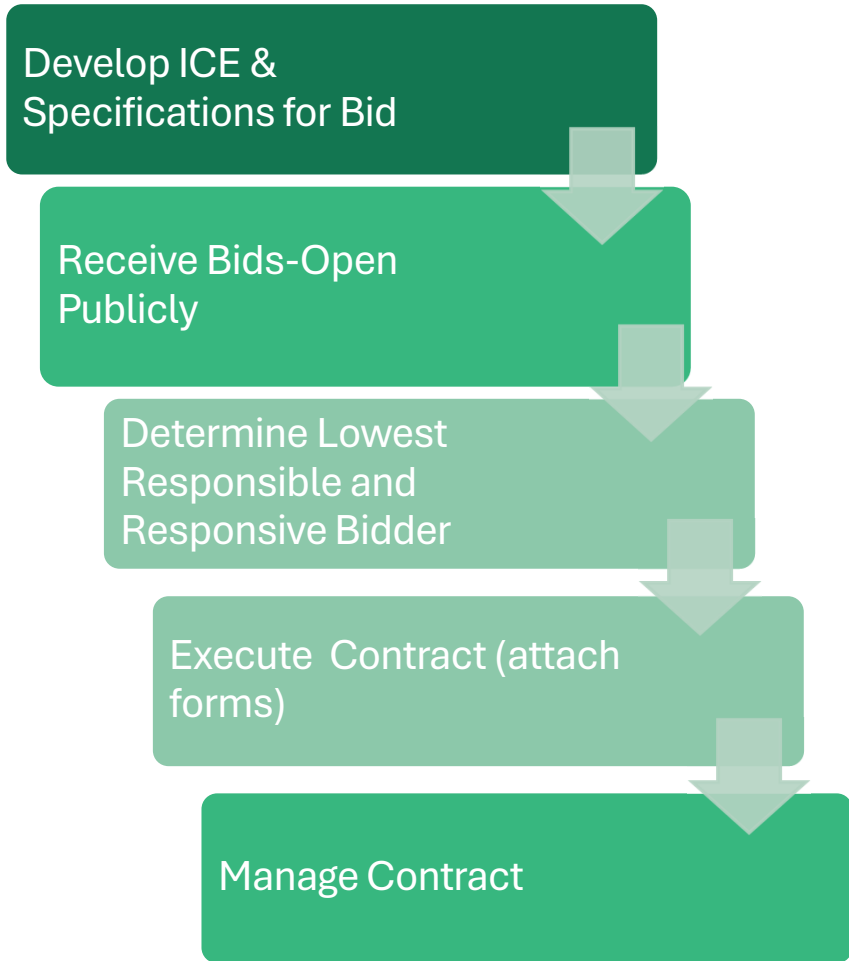 Develop ICE &
Specifications for Bid
Receive Bids-Open
Publicly
Determine Lowest
Responsible and
Responsive Bidder
Execute  Contract (attach
forms)
Manage Contract